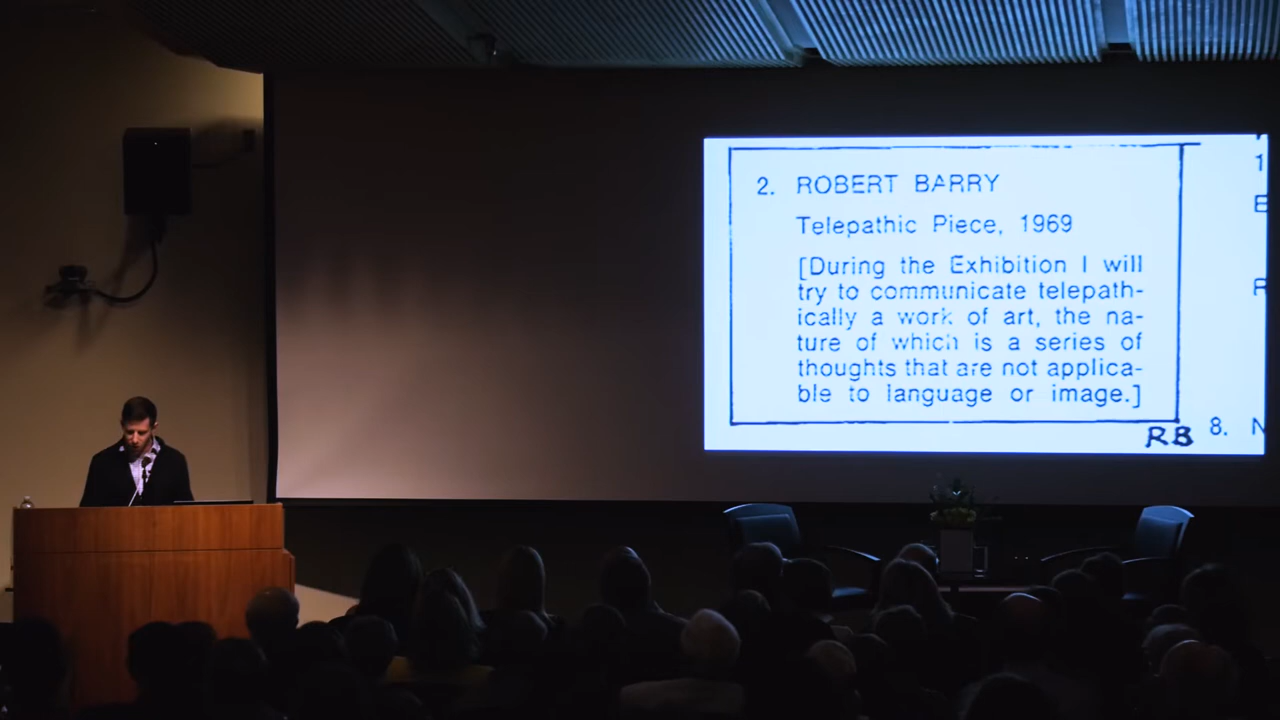 2. ROBERT BARRY
Telepathic Piece, 1969
[During the Exhibition I will
try to communicate telepath-
ically a work of art, the na-
ture of which is a series of
thoughts that are not applica-
ble to language or image.]
RB
8. N
1
E
R